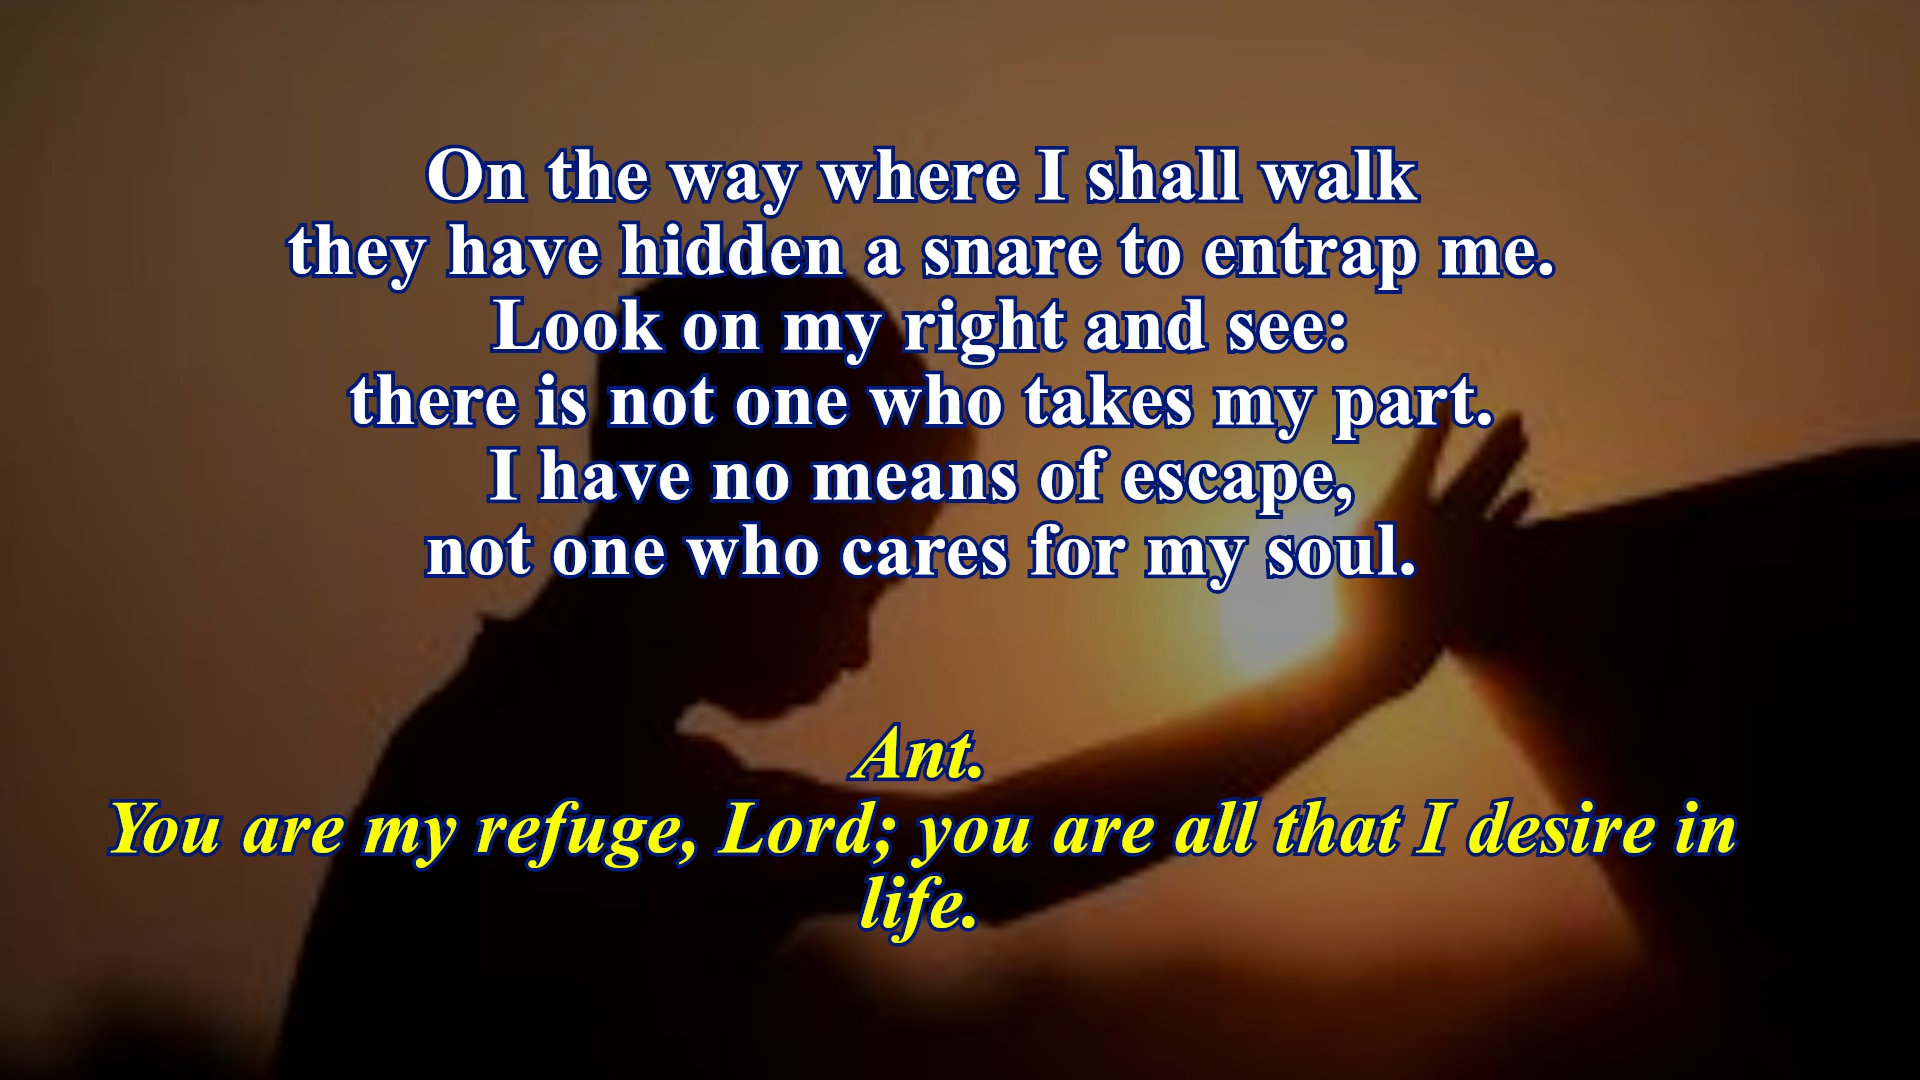 On the way where I shall walk
they have hidden a snare to entrap me.
Look on my right and see:
there is not one who takes my part.
I have no means of escape,
not one who cares for my soul.
Ant.
You are my refuge, Lord; you are all that I desire in
life.